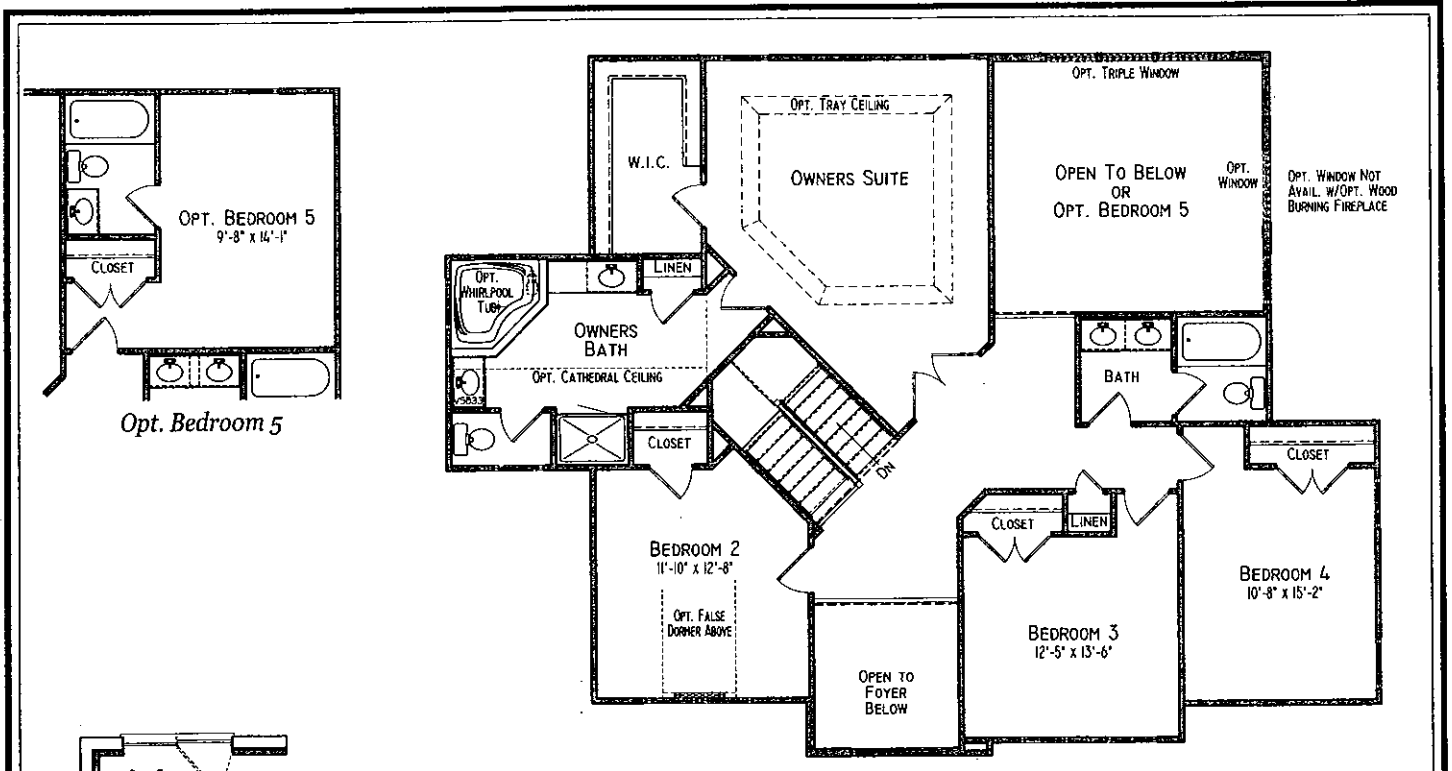 OPT. BEDROOM 5
9'-8" x 14'-1"
CLOSET
Opt. Bedroom 5
W.I.C.
OPT. TRAY CEILING
OWNERS SUITE
OPT. TRIPLE WINDOW
OPEN TO BELOW
OR
OPT. BEDROOM 5
OPT.
WINDOW
OPT. WINDOW NOT
AVAIL. W/OPT. WOOD
BURNING FIREPLACE
OPT.
WHIRLPOOL
TUB
LINEN
OWNERS
BATH
OPT. CATHEDRAL CEILING
VSB33
CLOSET
DN
BATH
CLOSET
BEDROOM 2
11'-10" x 12'-8"
OPT. FALSE
DORMER ABOVE
CLOSET
LINEN
BEDROOM 3
12'-5" x 13'-6"
BEDROOM 4
10'-8" x 15'-2"
OPEN TO
FOYER
BELOW